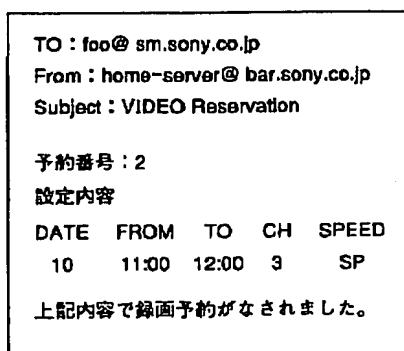 TO：foo@ sm.sony.co.jp
From：home-server@ bar.sony.co.jp
Subject：VIDEO Reservation
予約番号：2
設定内容
DATE FROM TO CH SPEED
10 11:00 12:00 3 SP
上記内容で録画予約がなされました。